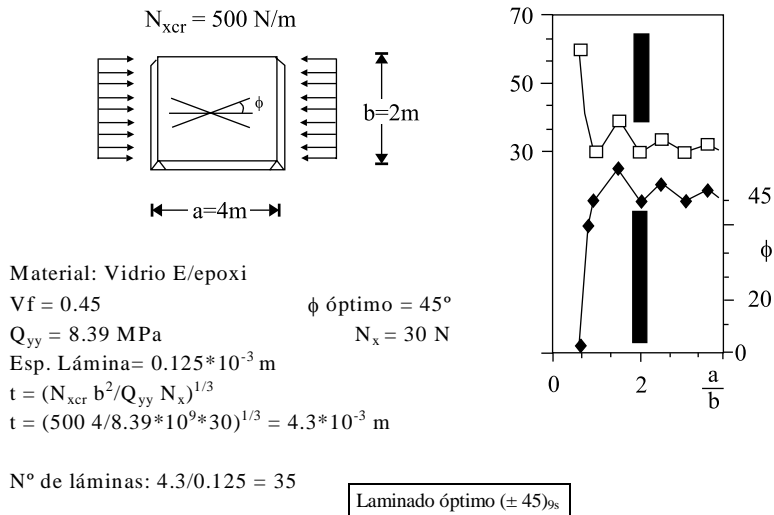 N_xcr = 500 N/m
ϕ
b=2m
a=4m
Material: Vidrio E/epoxi
Vf = 0.45
ϕ óptimo = 45º
Q_yy = 8.39 MPa
N_x = 30 N
Esp. Lámina= 0.125*10^-3 m
t = (N_xcr b^2/Q_yy N_x)^1/3
t = (500 4/8.39*10^9*30)^1/3 = 4.3*10^-3 m
Nº de láminas: 4.3/0.125 = 35
Laminado óptimo (± 45)_9s
70
50
30
45
ϕ
20
0
0
2
a
b